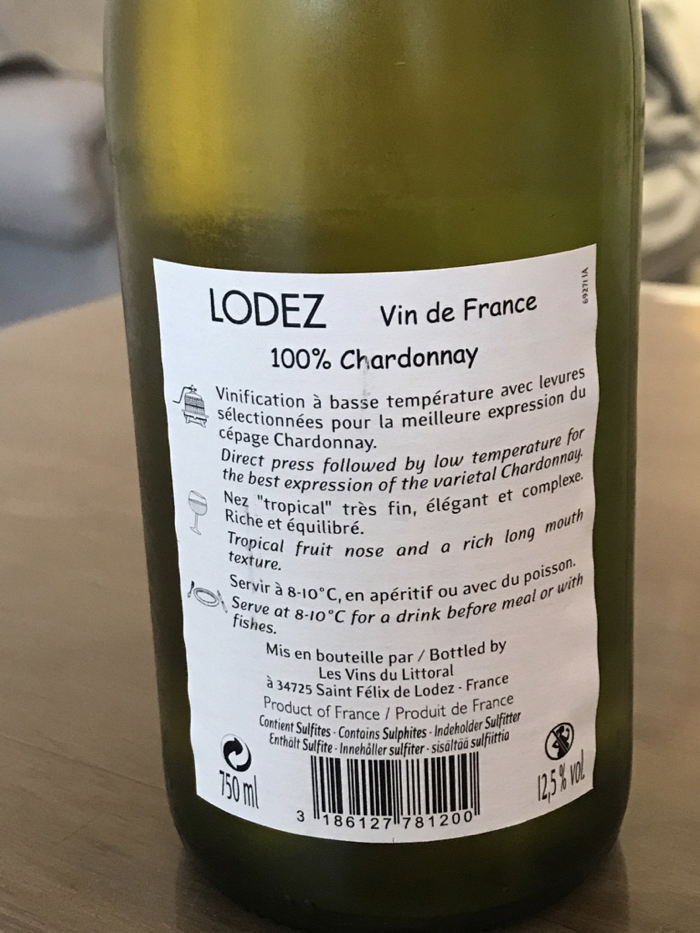 LODEZ Vin de France
100% Chardonnay
Vinification à basse température avec levures
sélectionnées pour la meilleure expression du
cépage Chardonnay.
Direct press followed by low temperature for
the best expression of the varietal Chardonnay.
Nez "tropical" très fin, élégant et complexe.
Riche et équilibré.
Tropical fruit nose and a rich long mouth
texture.
Servir à 8-10°C, en apéritif ou avec du poisson.
Serve at 8-10°C for a drink before meal or with
fishes.
Mis en bouteille par / Bottled by
Les Vins du Littoral
à 34725 Saint Félix de Lodez - France
Product of France / Produit de France
Contient Sulfites - Contains Sulphites - Indeholder Sulfitter
Enthält Sulfite - Innehåller sulfiter - sisältää sulfiittia
750 ml
12,5 % vol.
3 186127 781200